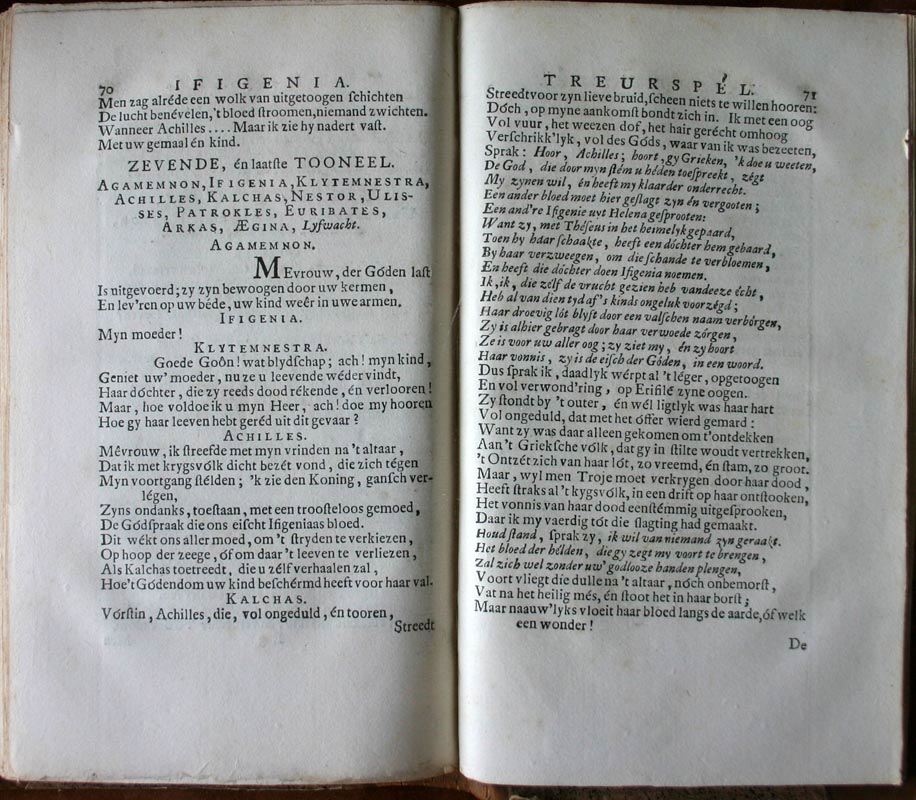 70 IFIGENIA.
Men zag alréde een wolk van uitgetoogen ſchichten
De lucht benévelen, 't bloed ſtroomen, niemand zwichten.
Wanneer Achilles .... Maar ik zie hy nadert vaſt.
Met uw gemaal én kind.
ZEVENDE, én laatſte TOONEEL.
AGAMEMNON, IFIGENIA, KLYTEMNESTRA,
ACHILLES, KALCHAS, NESTOR, ULIS-
SES, PATROKLES, EURIBATES,
ARKAS, ÆGINA, Lyfwacht.
AGAMEMNON.
MEvrouw, der Góden laſt
Is uitgevoerd; zy zyn bewoogen door uw kermen,
En lev'ren op uw béde, uw kind weêr in uwe armen.
IFIGENIA.
Myn moeder!
KLYTEMNESTRA.
Goede Goôn! wat blydſchap; ach! myn kind,
Geniet uw' moeder, nu ze u leevende wéder vindt,
Haar dóchter, die zy reeds dood rékende, én verlooren!
Maar, hoe voldoe ik u myn Heer, ach! doe my hooren
Hoe gy haar leeven hebt geréd uit dit gevaar?
ACHILLES.
Mêvrouw, ik ſtreefde met myn vrinden na 't altaar,
Dat ik met krygsvólk dicht bezét vond, die zich tégen
Myn voortgang ſtélden; 'k zie den Koning, ganſch ver-
légen,
Zyns ondanks, toeſtaan, met een trooſteloos gemoed,
De Gódſpraak die ons eiſcht Ifigeniaas bloed.
Dit wékt ons aller moed, om 't ſtryden te verkiezen,
Op hoop der zeege, óf om daar 't leeven te verliezen,
Als Kalchas toetreedt, die u zélf verhaalen zal,
Hoe 't Gódendom uw kind beſchérmd heeft voor haar val.
KALCHAS.
Vórſtin, Achilles, die, vol ongeduld, én tooren,
Streedt
TREURSPÉL. 71
Streedt voor zyn lieve bruid, ſcheen niets te willen hooren:
Dóch, op myne aankomſt bondt zich in. Ik met een oog
Vol vuur, het weezen dof, het hair gerécht omhoog
Verſchrikk'lyk, vol des Góds, waar van ik was bezeeten,
Sprak: Hoor, Achilles; hoort, gy Grieken, 'k doe u weeten,
De God, die door myn ſtém u héden toeſpreekt, zégt
My zynen wil, én heeft my klaarder onderrecht.
Een ander bloed moet hier geſlagt zyn én vergooten;
Een and're Ifigenie uyt Helena geſprooten:
Want zy, met Théſeus in het heimelyk gepaard,
Toen hy haar ſchaakte, heeft een dóchter hem gebaard,
By haar verzweegen, om die ſchande te verbloemen,
En heeft die dóchter doen Ifigenia noemen.
Ik, ik, die zélf de vrucht gezien heb van deeze écht,
Heb al van dien tyd af 's kinds ongeluk voorzégd;
Haar droevig lót blyft door een valſchen naam verbórgen,
Zy is alhier gebragt door haar verwoede zórgen,
Ze is voor uw aller oog; zy ziet my, én zy hoort
Haar vonnis, zy is de eiſch der Góden, in een woord.
Dus ſprak ik, daadlyk wérpt al 't léger, opgetoogen
En vol verwond'ring, op Erifilé zyne oogen.
Zy ſtondt by 't outer, én wél ligtlyk was haar hart
Vol ongeduld, dat met het óffer wierd gemard:
Want zy was daar alleen gekomen om t'ontdekken
Aan 't Griekſche vólk, dat gy in ſtilte woudt vertrekken,
't Ontzét zich van haar lót, zo vreemd, én ſtam, zo groot.
Maar, wyl men Troje moet verkrygen door haar dood,
Heeft ſtraks al 't kygsvólk, in een drift op haar ontſtooken,
Het vonnis van haar dood eenſtémmig uitgeſprooken,
Daar ik my vaerdig tót die ſlagting had gemaakt.
Houd ſtand, ſprak zy, ik wil van niemand zyn geraakt.
Het bloed der hélden, die gy zegt my voort te brengen,
Zal zich wel zonder uw' godlooze handen plengen,
Voort vliegt die dulle na 't altaar, nóch onbemorſt,
Vat na het heilig més, én ſtoot het in haar borſt;
Maar naauw'lyks vloeit haar bloed langs de aarde, óf welk
een wonder!
De